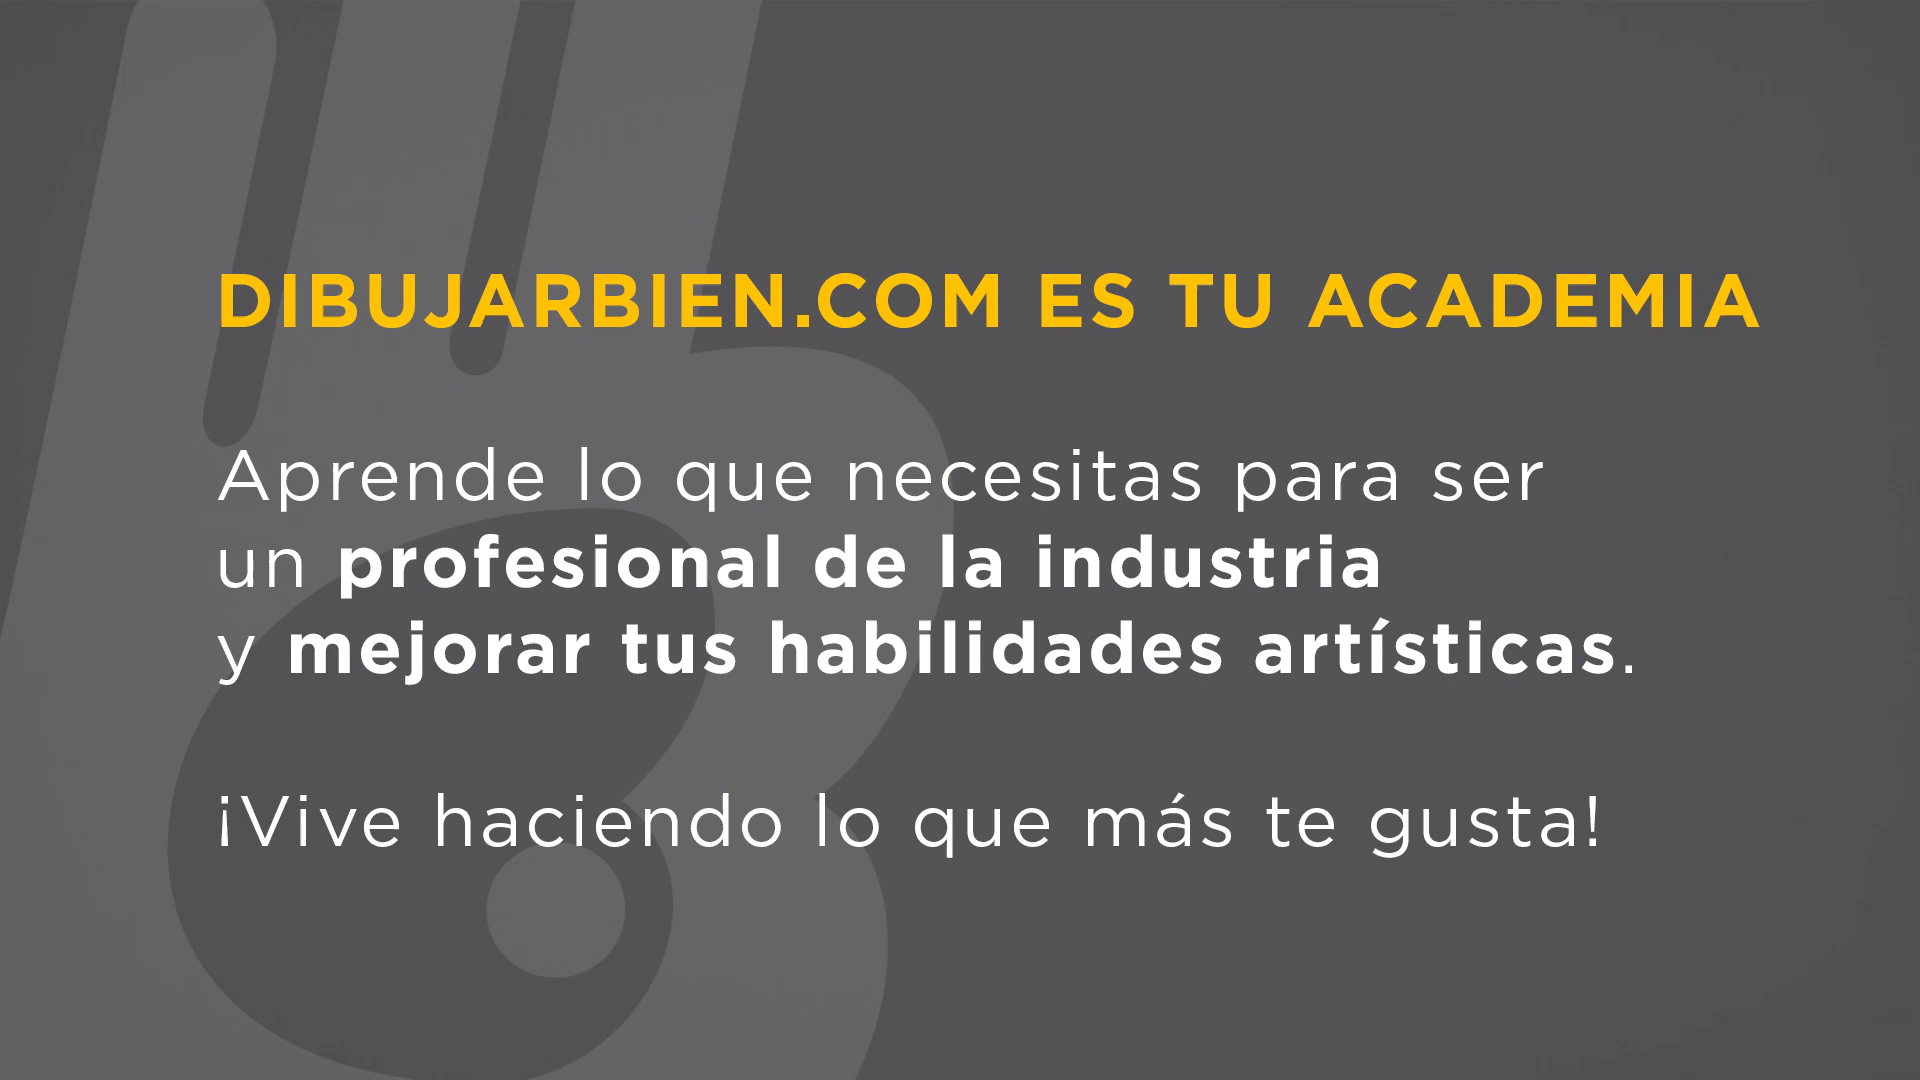 DIBUJARBIEN.COM ES TU ACADEMIA
Aprende lo que necesitas para ser
un profesional de la industria
y mejorar tus habilidades artísticas.
¡Vive haciendo lo que más te gusta!